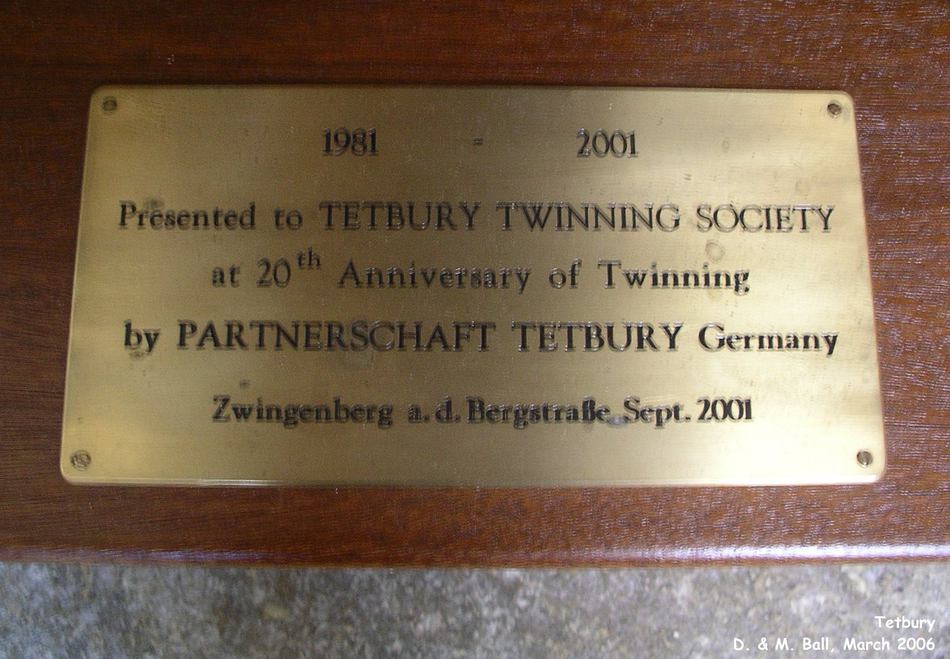 1981 - 2001
Presented to TETBURY TWINNING SOCIETY
at 20th Anniversary of Twinning
by PARTNERSCHAFT TETBURY Germany
Zwingenberg a.d. Bergstraße Sept. 2001
Tetbury
D. & M. Ball, March 2006